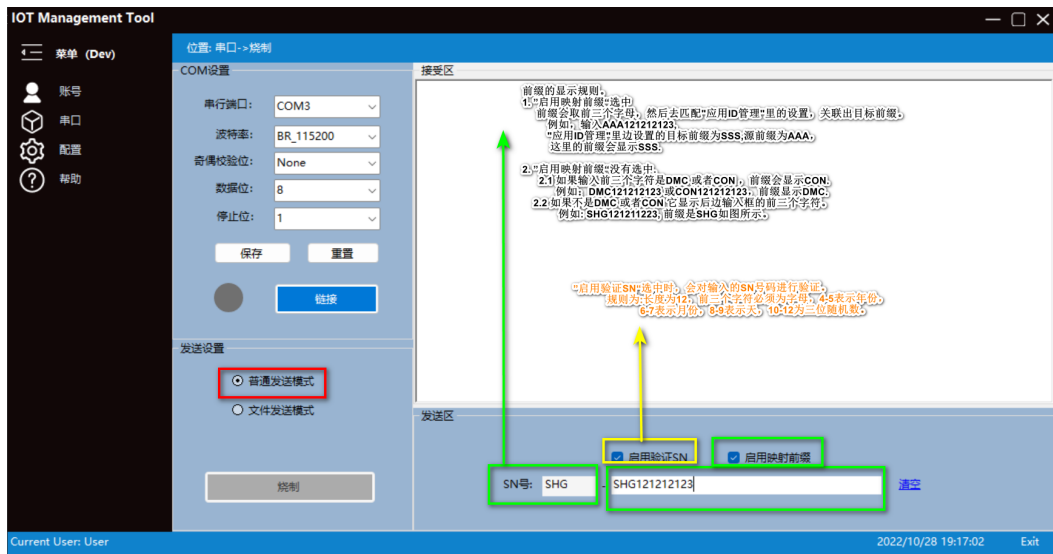 IOT Management Tool
菜单 (Dev)
账号
串口
配置
帮助
位置: 串口->烧制
COM设置
串行端口:
COM3
波特率:
BR_115200
奇偶校验位:
None
数据位:
8
停止位:
1
保存
重置
链接
发送设置
普通发送模式
文件发送模式
烧制
接受区
前缀的显示规则。
1. "启用映射前缀"选中
前缀会取前三个字母，然后去匹配"应用ID管理"里的设置，关联出目标前缀。
例如，输入AAA121212123,
"应用ID管理"里边设置的目标前缀为SSS,源前缀为AAA,
这里的前缀会显示SSS.
2. "启用映射前缀"没有选中:
2.1 如果输入前三个字符是DMC 或者CON，前缀会显示CON.
例如:, DMC121212123 或CON121212123, 前缀显示DMC.
2.2 如果不是DMC 或者CON,它显示后边输入框的前三个字符。
例如: SHG121211223, 前缀是SHG如图所示。
"启用验证SN"选中时，会对输入的SN号码进行验证,
规则为:长度为12，前三个字符必须为字母，4-5表示年份,
6-7表示月份，8-9表示天，10-12为三位随机数。
发送区
启用验证SN
启用映射前缀
SN号:
SHG
-
SHG121212123
清空
Current User: User
2022/10/28 19:17:02
Exit